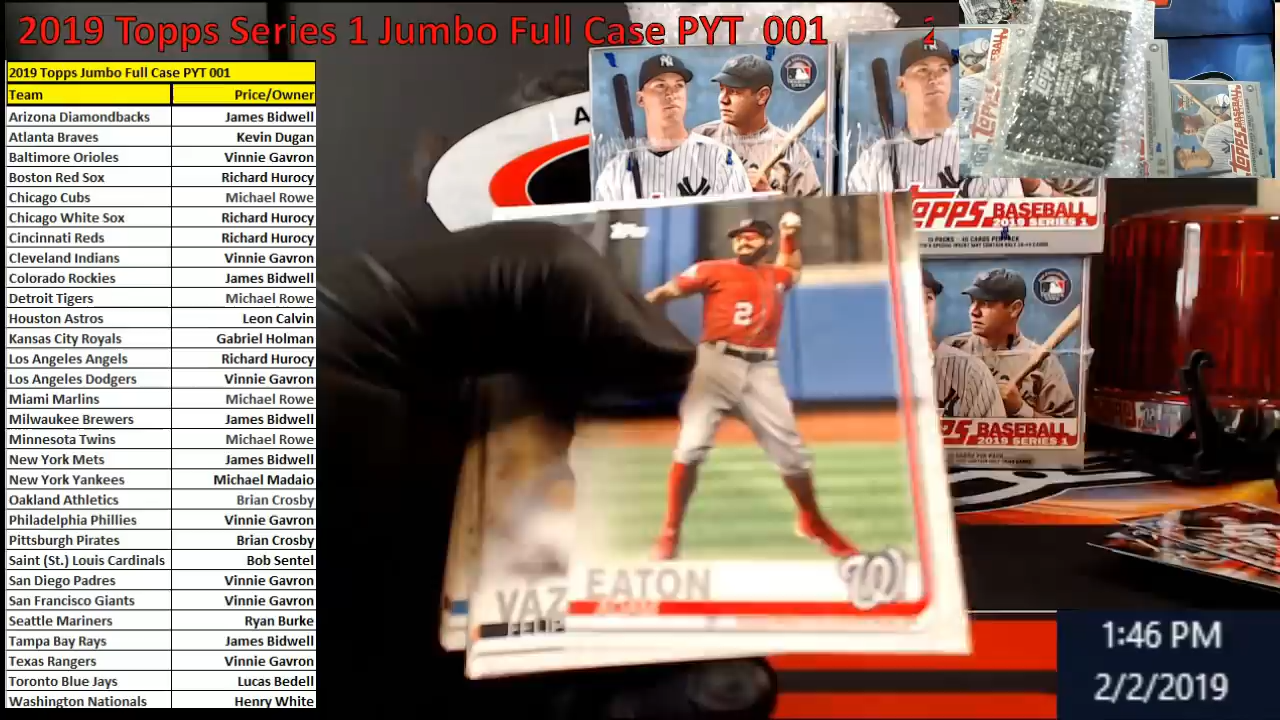 2019 Topps Series 1 Jumbo Full Case PYT 001
2019 Topps Jumbo Full Case PYT 001
Team Price/Owner
Arizona Diamondbacks James Bidwell
Atlanta Braves Kevin Dugan
Baltimore Orioles Vinnie Gavron
Boston Red Sox Richard Hurocy
Chicago Cubs Michael Rowe
Chicago White Sox Richard Hurocy
Cincinnati Reds Richard Hurocy
Cleveland Indians Vinnie Gavron
Colorado Rockies James Bidwell
Detroit Tigers Michael Rowe
Houston Astros Leon Calvin
Kansas City Royals Gabriel Holman
Los Angeles Angels Richard Hurocy
Los Angeles Dodgers Vinnie Gavron
Miami Marlins Michael Rowe
Milwaukee Brewers James Bidwell
Minnesota Twins Michael Rowe
New York Mets James Bidwell
New York Yankees Michael Madaio
Oakland Athletics Brian Crosby
Philadelphia Phillies Vinnie Gavron
Pittsburgh Pirates Brian Crosby
Saint (St.) Louis Cardinals Bob Sentel
San Diego Padres Vinnie Gavron
San Francisco Giants Vinnie Gavron
Seattle Mariners Ryan Burke
Tampa Bay Rays James Bidwell
Texas Rangers Vinnie Gavron
Toronto Blue Jays Lucas Bedell
Washington Nationals Henry White
Topps
2
EATON
ADAM
W
VAZ
FELIP
TOPPS BASEBALL
2019 SERIES 1
BASEBALL
2019 SERIES 1
TOPPS
TOPPS BASEBALL
1:46 PM
2/2/2019